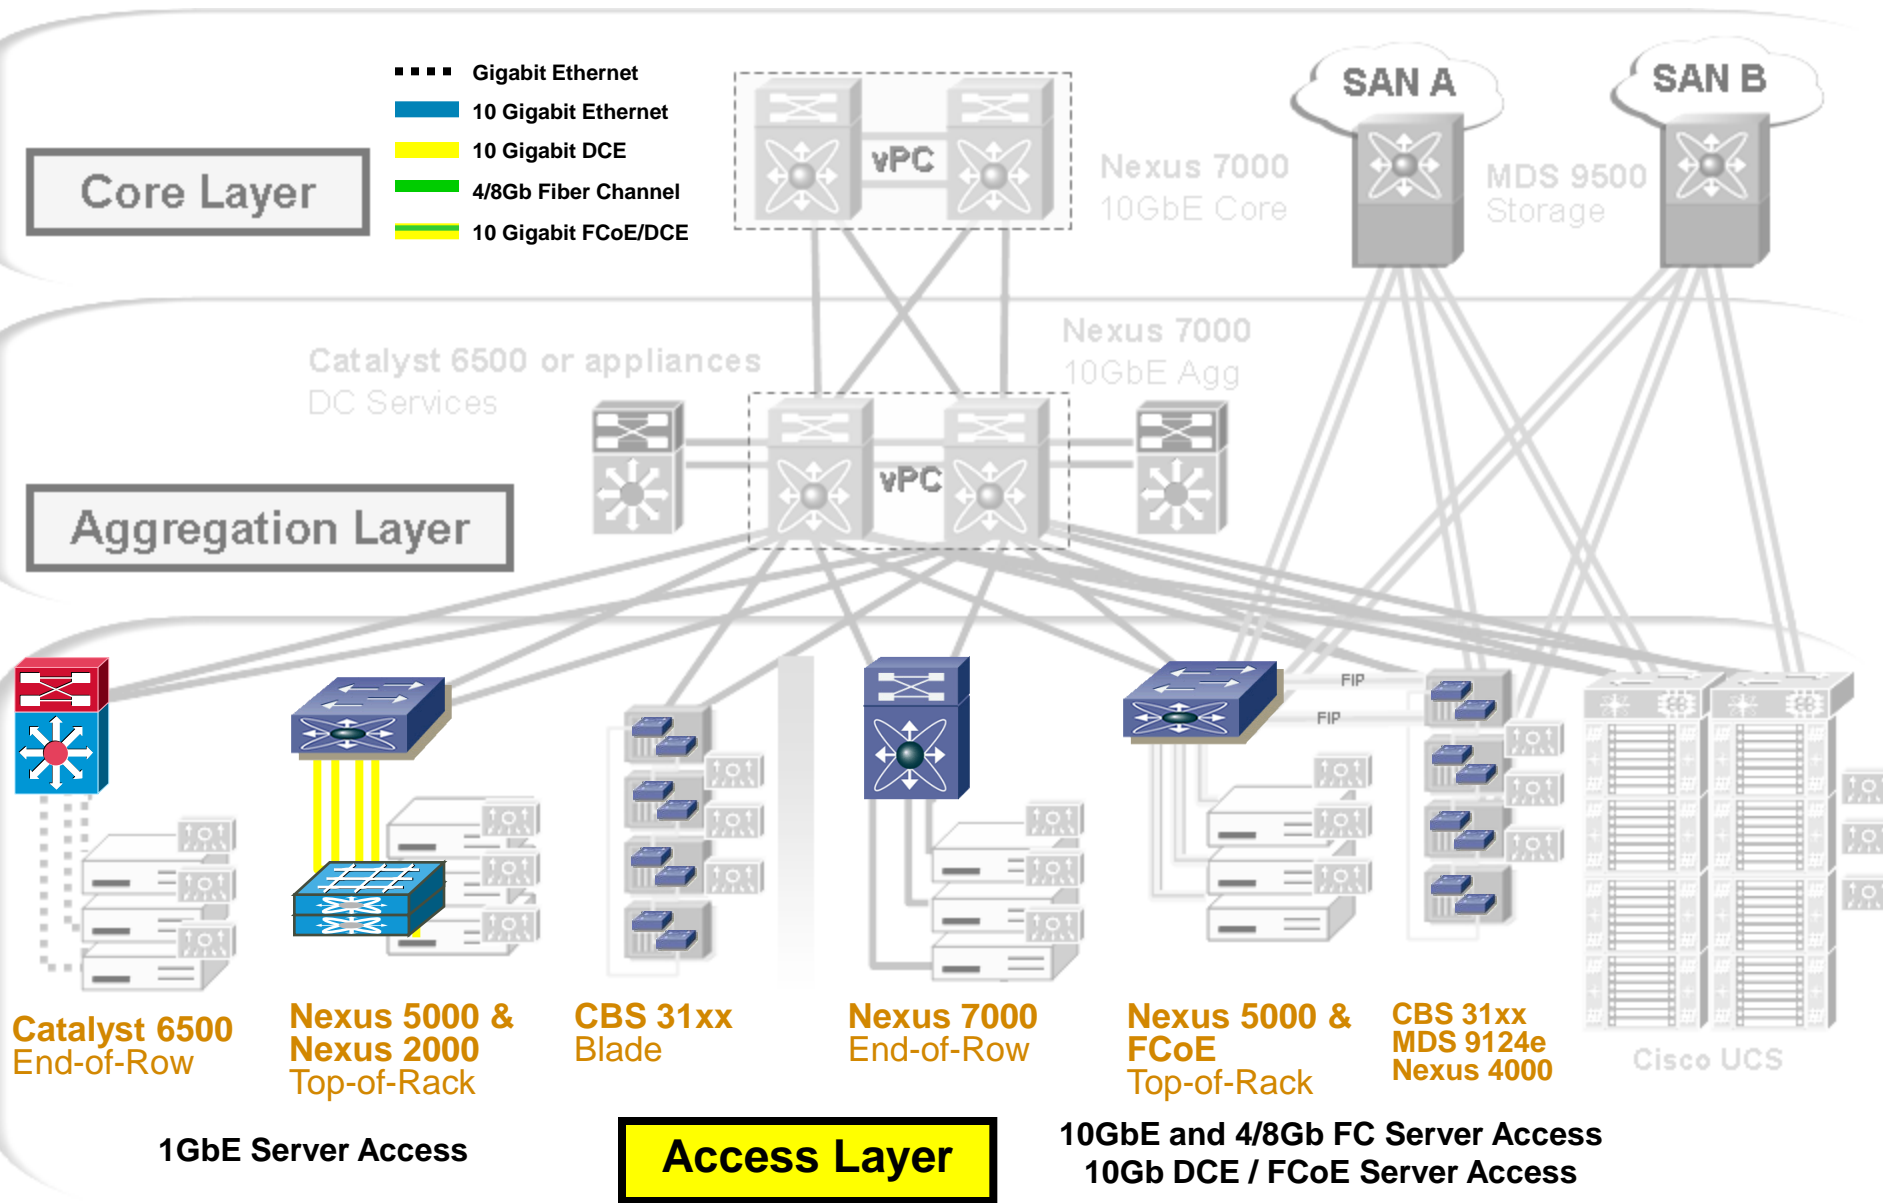 Gigabit Ethernet
10 Gigabit Ethernet
10 Gigabit DCE
4/8Gb Fiber Channel
10 Gigabit FCoE/DCE
Core Layer
vPC
Nexus 7000
10GbE Core
SAN A
SAN B
MDS 9500
Storage
Catalyst 6500 or appliances
DC Services
Nexus 7000
10GbE Agg
vPC
Aggregation Layer
FIP
FIP
Catalyst 6500
End-of-Row
Nexus 5000 &
Nexus 2000
Top-of-Rack
CBS 31xx
Blade
Nexus 7000
End-of-Row
Nexus 5000 &
FCoE
Top-of-Rack
CBS 31xx
MDS 9124e
Nexus 4000
Cisco UCS
1GbE Server Access
Access Layer
10GbE and 4/8Gb FC Server Access
10Gb DCE / FCoE Server Access